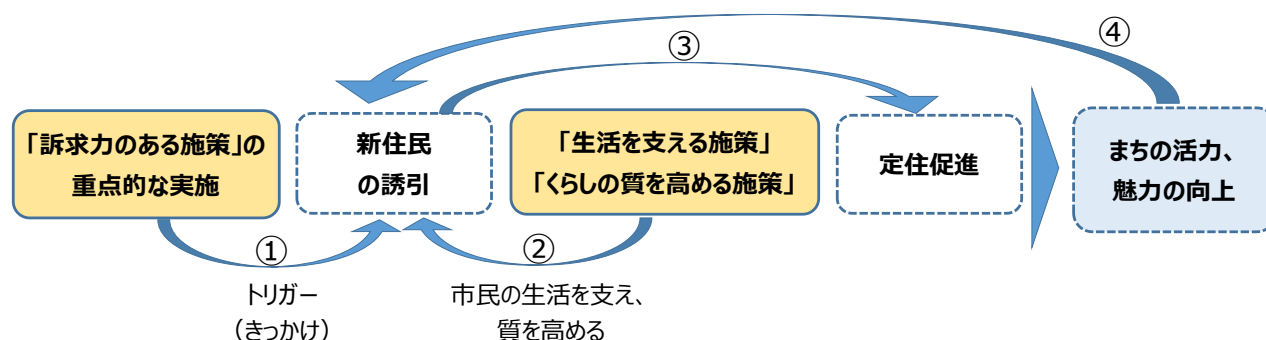 ④
③
「訴求力のある施策」の
重点的な実施
新住民
の誘引
「生活を支える施策」
「くらしの質を高める施策」
定住促進
まちの活力、
魅力の向上
①
トリガー
(きっかけ)
②
市民の生活を支え、
質を高める